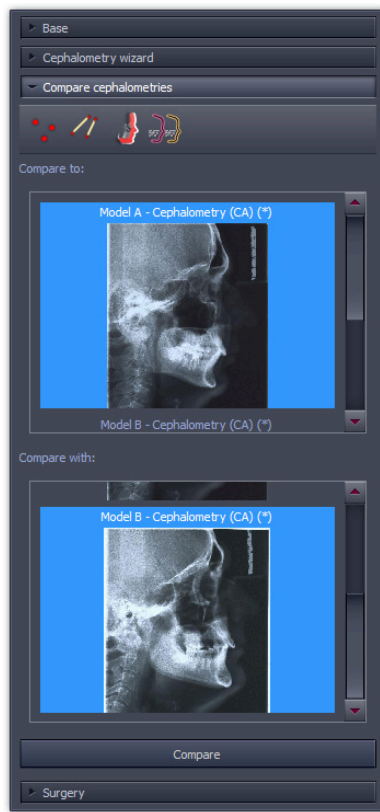 Base
Cephalometry wizard
Compare cephalometries
Compare to:
Model A - Cephalometry (CA) (*)
Model B - Cephalometry (CA) (*)
Compare with:
Model B - Cephalometry (CA) (*)
Compare
Surgery